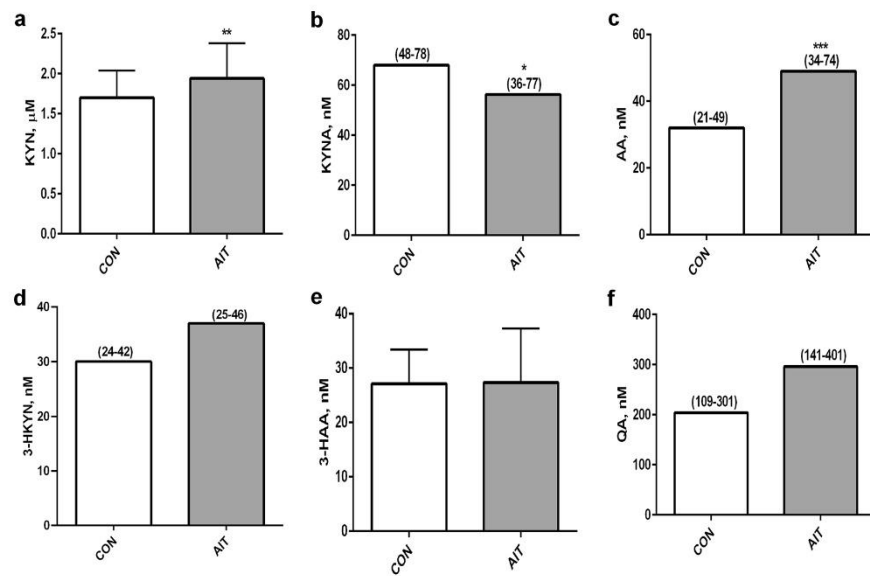 a
**
2.5
2.0
1.5
1.0
0.5
0.0
KYN, μM
CON
AIT
b
(48-78)
*
(36-77)
80
60
40
20
0
KYNA, nM
CON
AIT
c
***
(34-74)
(21-49)
60
40
20
0
AA, nM
CON
AIT
d
(24-42)
(25-46)
40
30
20
10
0
3-HKYN, nM
CON
AIT
e
40
30
20
10
0
3-HAA, nM
CON
AIT
f
(109-301)
(141-401)
400
300
200
100
0
QA, nM
CON
AIT